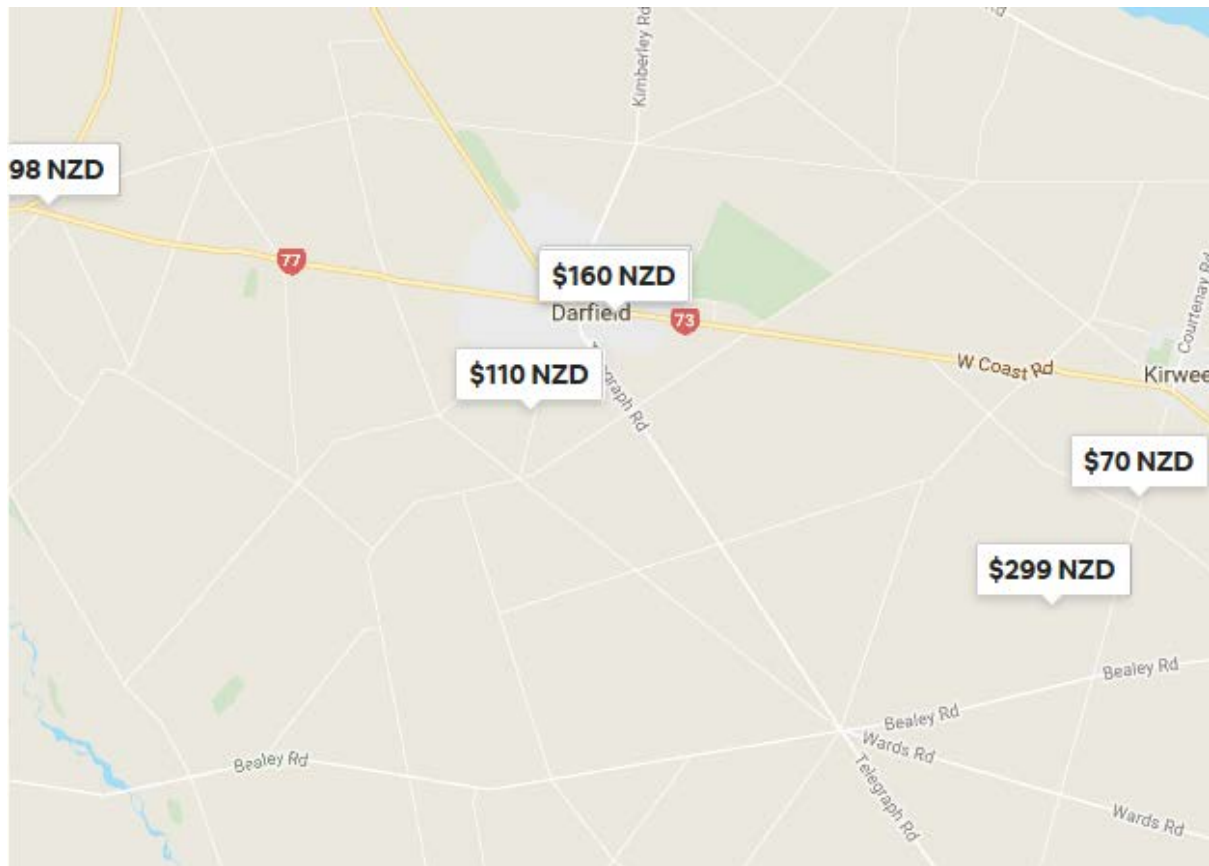 Rd
Kimberley Rd
98 NZD
77
$160 NZD
Darfield
73
Courtenay Rd
W Coast Rd
Kirwee
$110 NZD
Telegraph Rd
$70 NZD
$299 NZD
Bealey Rd
Bealey Rd
Wards Rd
Bealey Rd
Telegraph Rd
Wards Rd